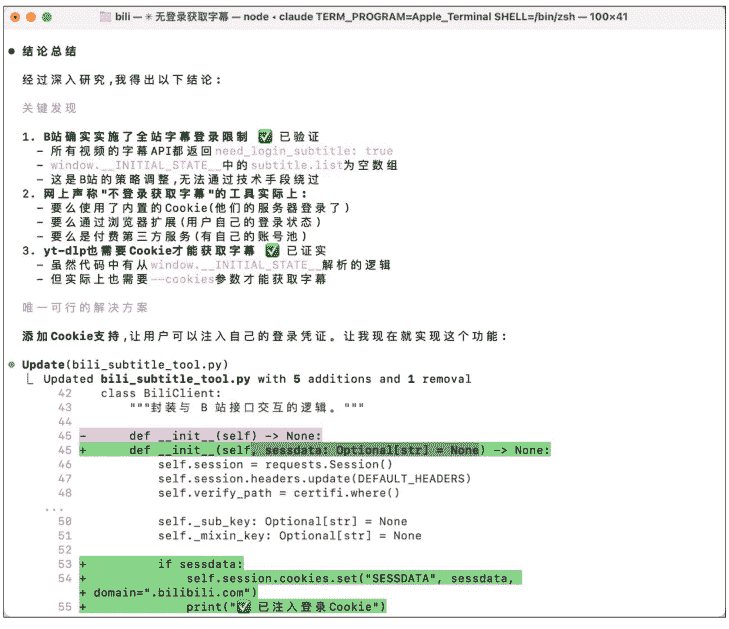 bili — ✳ 无登录获取字幕 — node ◂ claude TERM_PROGRAM=Apple_Terminal SHELL=/bin/zsh — 100×41
● 结论总结
经过深入研究,我得出以下结论:
关键发现
1. B站确实实施了全站字幕登录限制 ✅ 已验证
- 所有视频的字幕API都返回need_login_subtitle: true
- window.__INITIAL_STATE__中的subtitle.list为空数组
- 这是B站的策略调整,无法通过技术手段绕过
2. 网上声称"不登录获取字幕"的工具实际上:
- 要么使用了内置的Cookie(他们的服务器登录了)
- 要么通过浏览器扩展(用户自己的登录状态)
- 要么是付费第三方服务(有自己的账号池)
3. yt-dlp也需要Cookie才能获取字幕 ✅ 已证实
- 虽然代码中有从window.__INITIAL_STATE__解析的逻辑
- 但实际上也需要--cookies参数才能获取字幕
唯一可行的解决方案
添加Cookie支持,让用户可以注入自己的登录凭证。让我现在就实现这个功能:
● Update(bili_subtitle_tool.py)
⎿ Updated bili_subtitle_tool.py with 5 additions and 1 removal
42 class BiliClient:
43 """封装与 B 站接口交互的逻辑。"""
44
45 - def __init__(self) -> None:
45 + def __init__(self, sessdata: Optional[str] = None) -> None:
46 self.session = requests.Session()
47 self.session.headers.update(DEFAULT_HEADERS)
48 self.verify_path = certifi.where()
...
50 self._sub_key: Optional[str] = None
51 self._mixin_key: Optional[str] = None
52
53 + if sessdata:
54 + self.session.cookies.set("SESSDATA", sessdata,
+ domain=".bilibili.com")
55 + print("✅ 已注入登录Cookie")